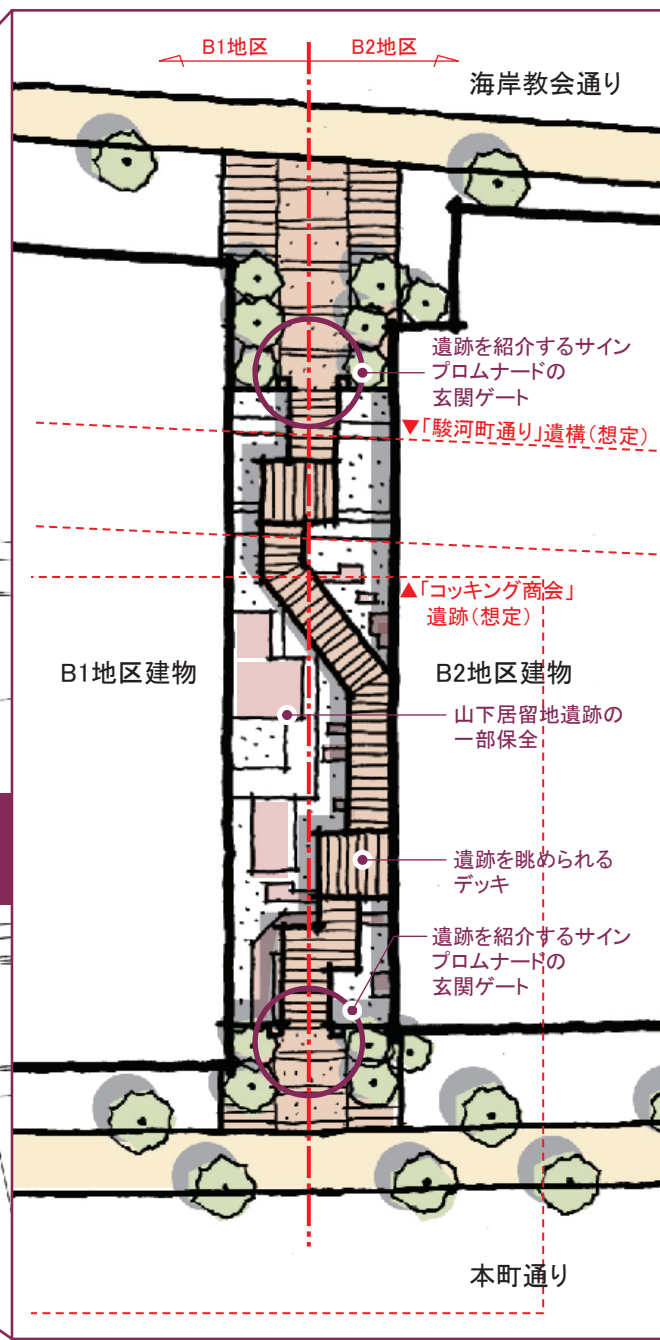 B1地区
B2地区
海岸教会通り
遺跡を紹介するサイン
プロムナードの
玄関ゲート
▼「駿河町通り」遺構(想定)
▲「コッキング商会」
遺跡(想定)
B1地区建物
B2地区建物
山下居留地遺跡の
一部保全
遺跡を眺められる
デッキ
遺跡を紹介するサイン
プロムナードの
玄関ゲート
本町通り